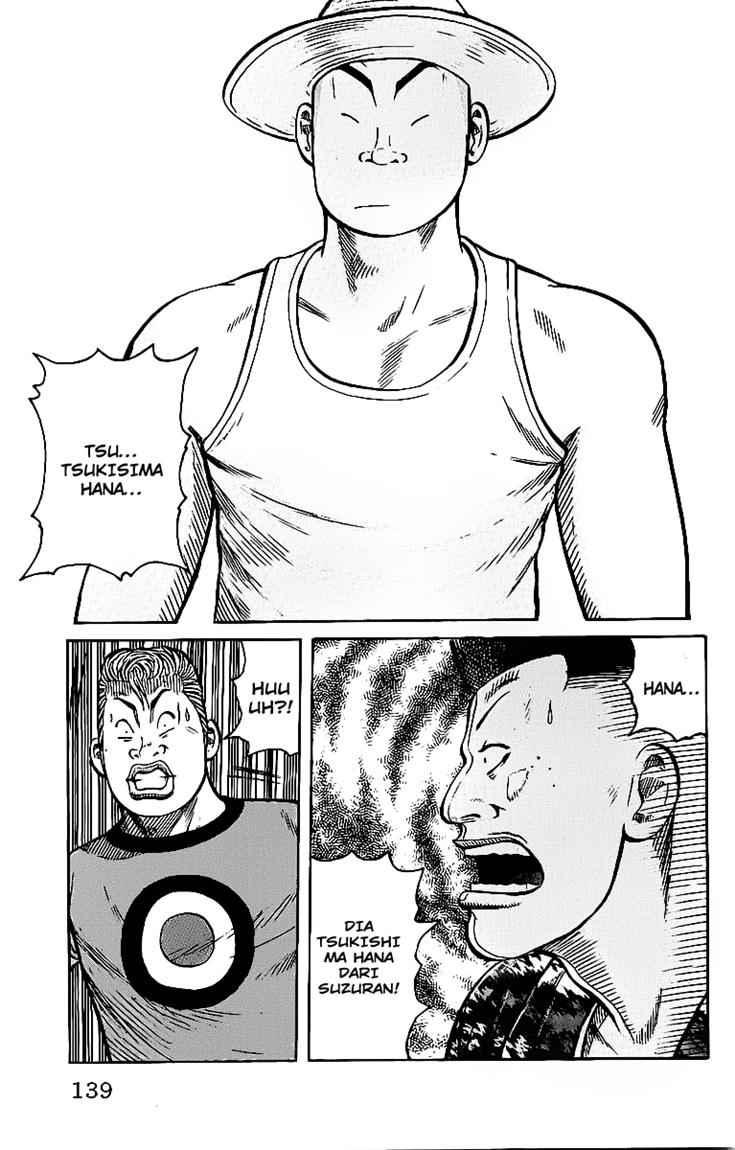 TSU...
TSUKISIMA
HANA...
HANA...
DIA
TSUKISHI
MA HANA
DARI
SUZURAN!
HUU
UH?!
139